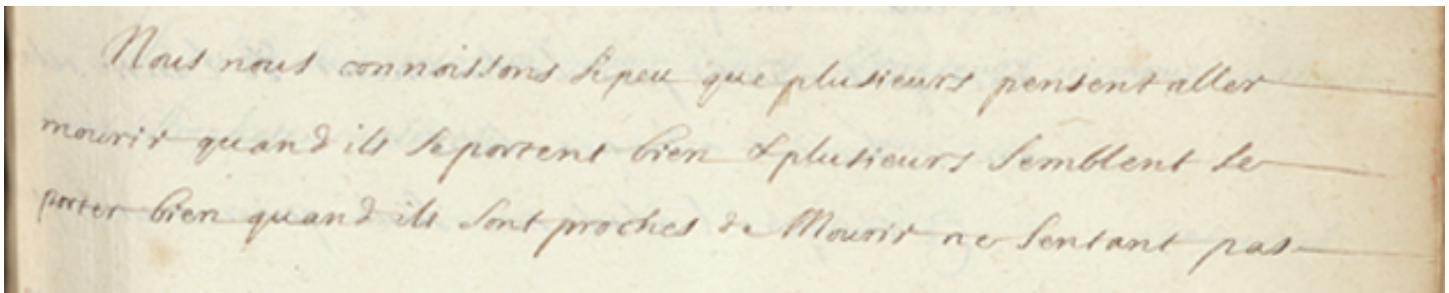 Nous nous connoissons si peu que plusieurs pensent aller
mourir quand ils se portent bien & plusieurs semblent se
porter bien quand ils sont proches de Mourir ne sentant pas